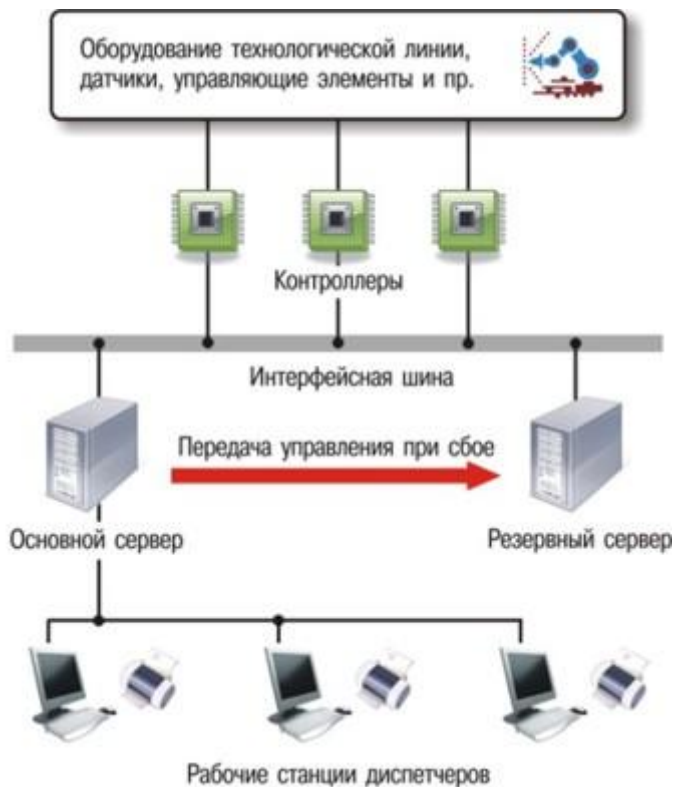 Оборудование технологической линии,
датчики, управляющие элементы и пр.
Контроллеры
Интерфейсная шина
Передача управления при сбое
Основной сервер
Резервный сервер
Рабочие станции диспетчеров